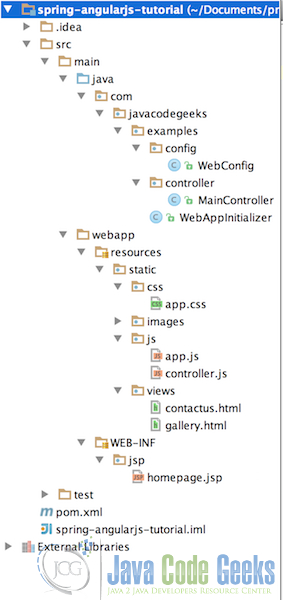 spring-angularjs-tutorial (~/Documents/pr
.idea
src
main
java
com
javacodegeeks
examples
config
WebConfig
controller
MainController
WebAppInitializer
webapp
resources
static
css
app.css
images
js
app.js
controller.js
views
contactus.html
gallery.html
WEB-INF
jsp
homepage.jsp
test
pom.xml
spring-angularjs-tutorial.iml
External Libraries
JCG
Java Code Geeks
JAVA 2 JAVA DEVELOPERS RESOURCE CENTER